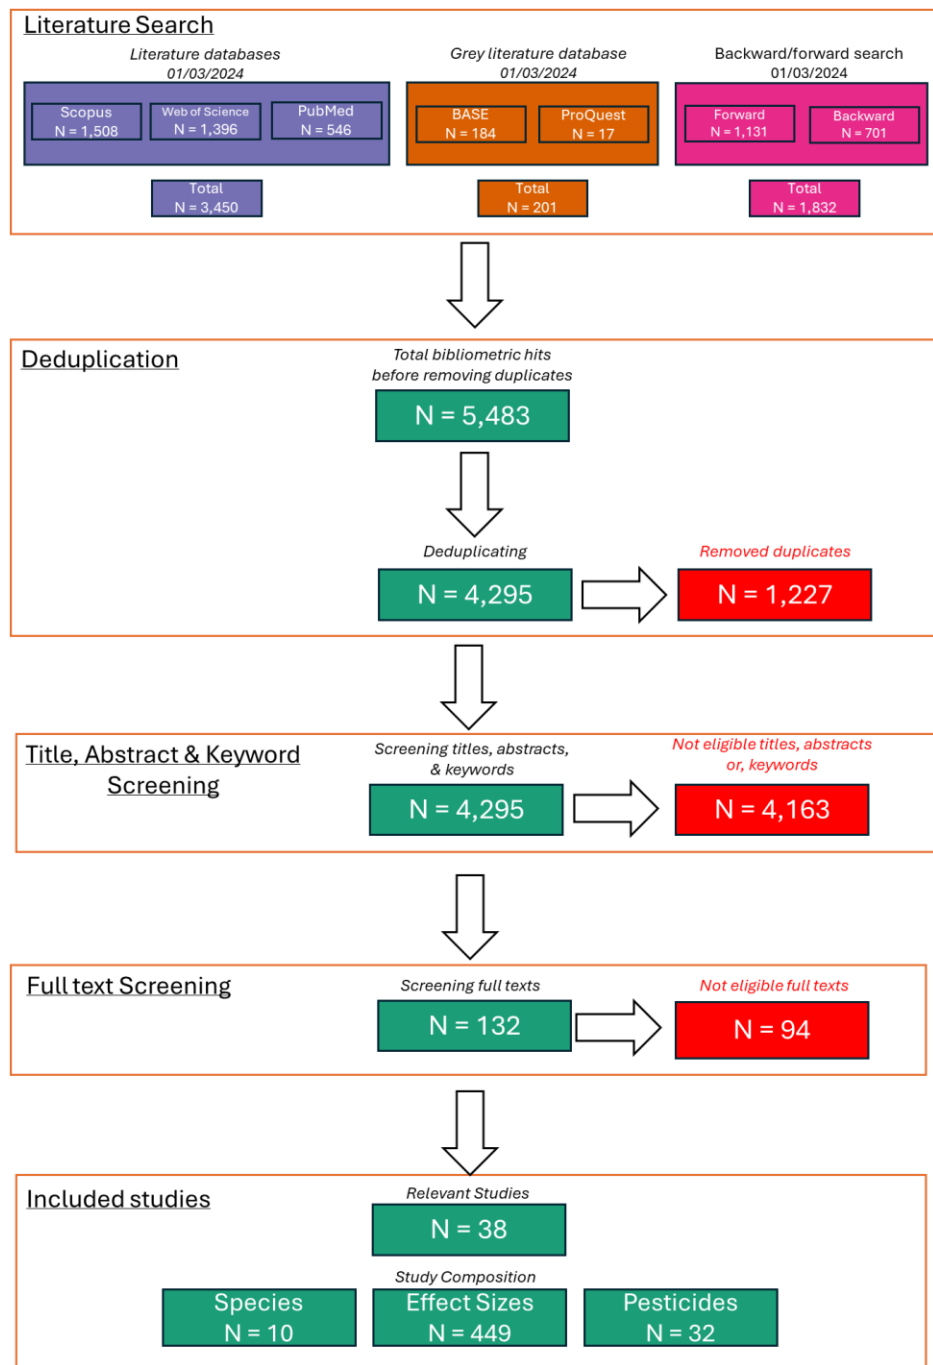 Literature Search
Literature databases
01/03/2024
Grey literature database
01/03/2024
Backward/forward search
01/03/2024
Scopus
N = 1,508
Web of Science
N = 1,396
PubMed
N = 546
BASE
N = 184
ProQuest
N = 17
Forward
N = 1,131
Backward
N = 701
Total
N = 3,450
Total
N = 201
Total
N = 1,832
Deduplication
Total bibliometric hits
before removing duplicates
N = 5,483
Deduplicating
N = 4,295
Removed duplicates
N = 1,227
Title, Abstract & Keyword
Screening
Screening titles, abstracts,
& keywords
N = 4,295
Not eligible titles, abstracts
or, keywords
N = 4,163
Full text Screening
Screening full texts
N = 132
Not eligible full texts
N = 94
Included studies
Relevant Studies
N = 38
Study Composition
Species
N = 10
Effect Sizes
N = 449
Pesticides
N = 32